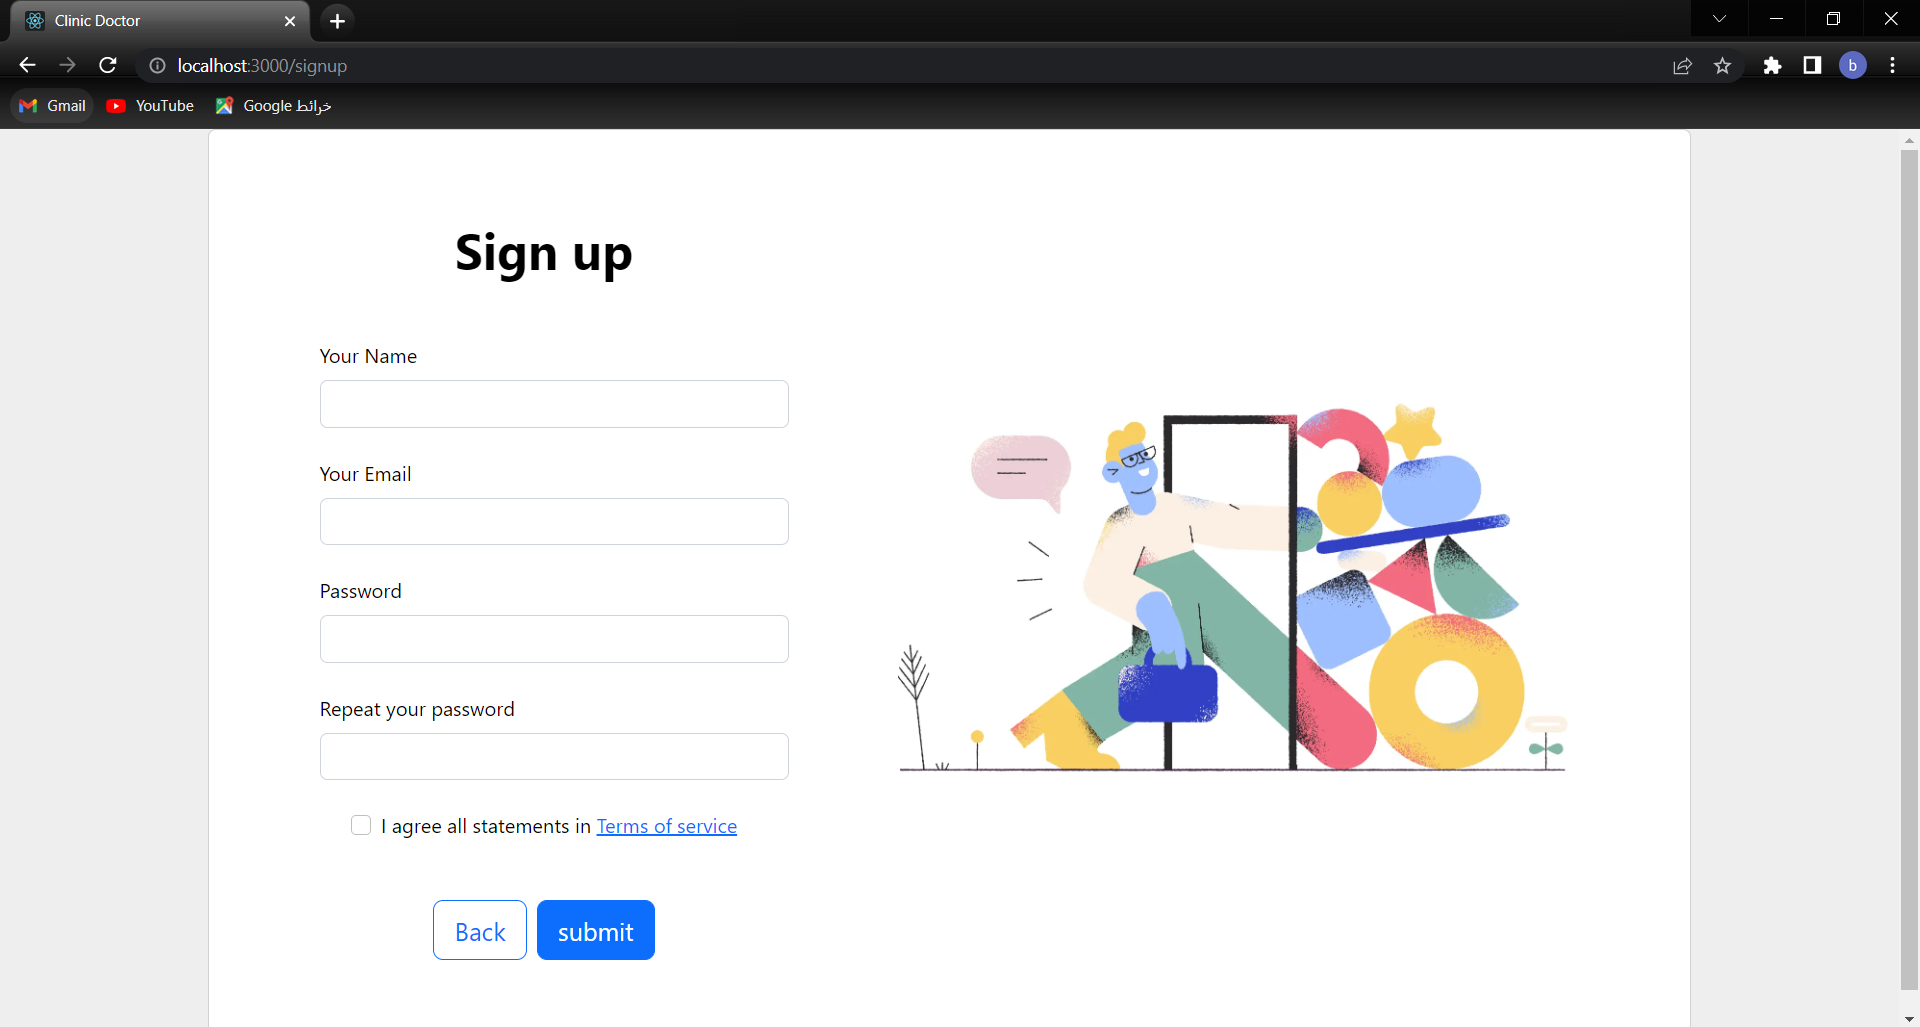 Clinic Doctor
localhost:3000/signup
b
Gmail
YouTube
Google خرائط
Sign up
Your Name
Your Email
Password
Repeat your password
I agree all statements in Terms of service
Back
submit